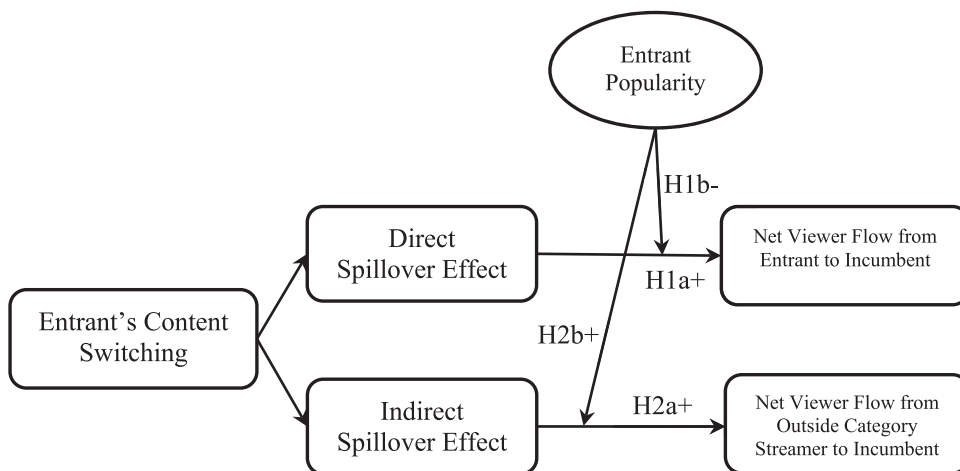 Entrant
Popularity
H1b-
Direct
Spillover Effect
H1a+
Net Viewer Flow from
Entrant to Incumbent
Entrant’s Content
Switching
H2b+
Indirect
Spillover Effect
H2a+
Net Viewer Flow from
Outside Category
Streamer to Incumbent